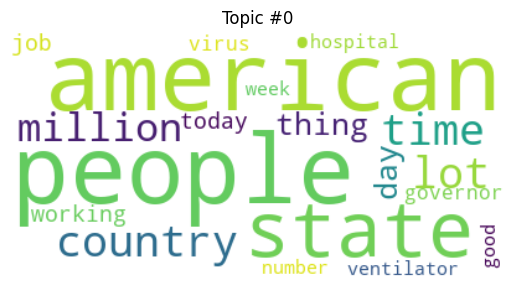 Topic #0
job virus hospital
american
week
million today thing time
people day lot
governor
working state
country good
number ventilator